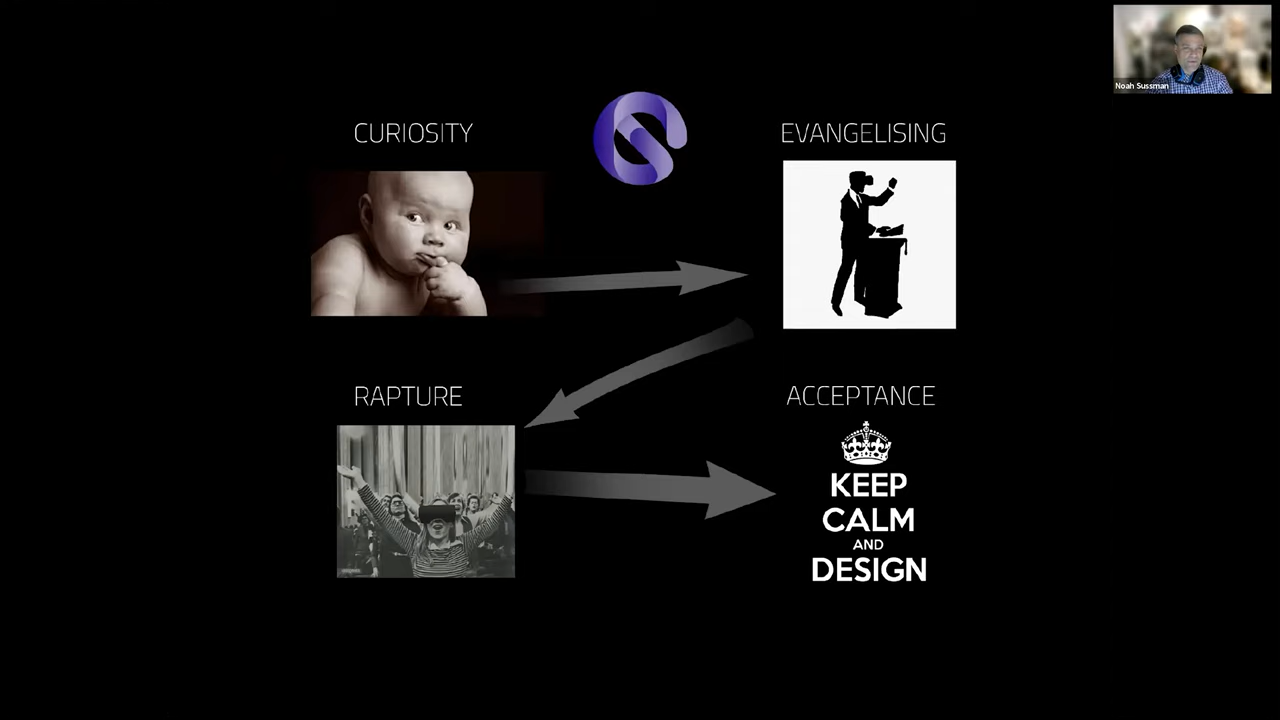 Noah Sussman
CURIOSITY
EVANGELISING
RAPTURE
ACCEPTANCE
KEEP
CALM
AND
DESIGN